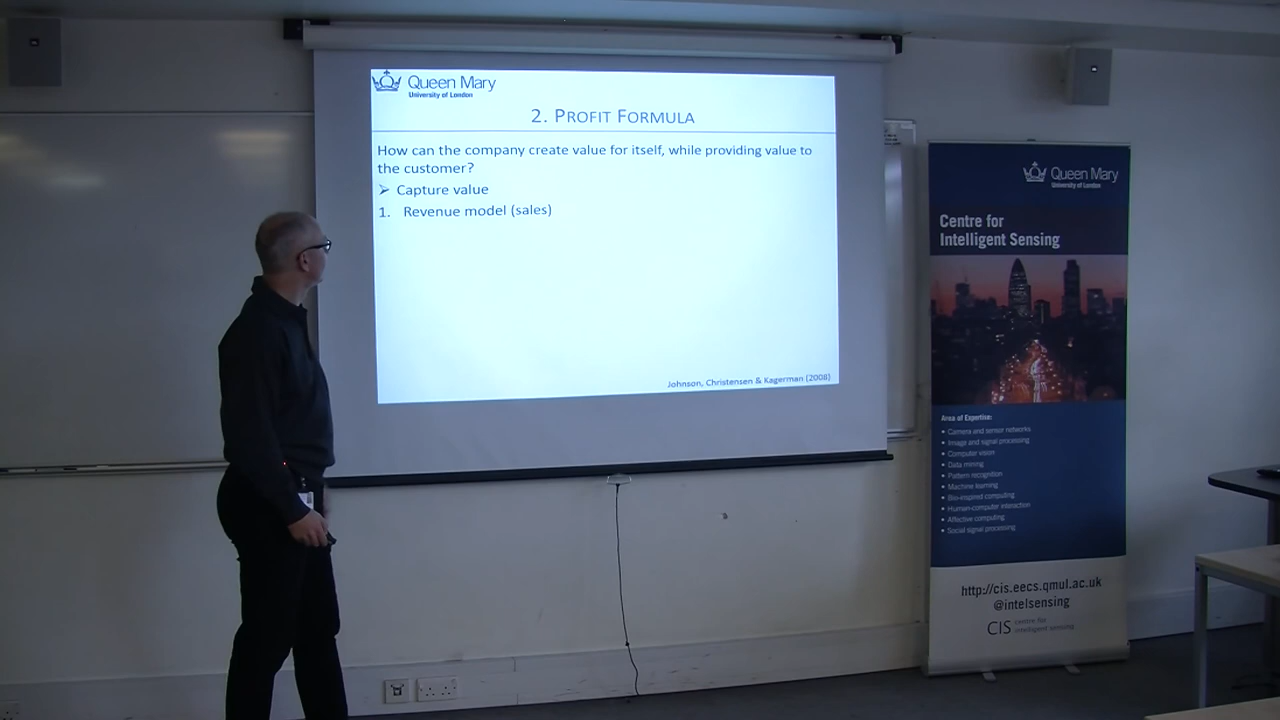 Queen Mary
University of London
2. PROFIT FORMULA
How can the company create value for itself, while providing value to
the customer?
➢ Capture value
1. Revenue model (sales)
Johnson, Christensen & Kagerman (2008)
Queen Mary
University of London
Centre for
Intelligent Sensing
Area of Expertise:
• Camera and sensor networks
• Image and signal processing
• Computer vision
• Data mining
• Pattern recognition
• Machine learning
• Bio-inspired computing
• Human-computer interaction
• Affective computing
• Social signal processing
http://cis.eecs.qmul.ac.uk
@intelsensing
CIS centre for
intelligent sensing